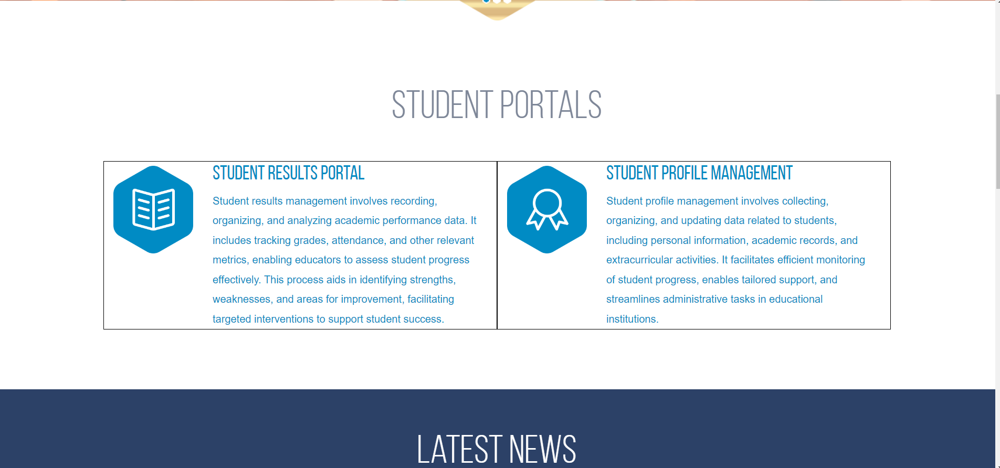 STUDENT PORTALS
STUDENT RESULTS PORTAL
Student results management involves recording,
organizing, and analyzing academic performance data. It
includes tracking grades, attendance, and other relevant
metrics, enabling educators to assess student progress
effectively. This process aids in identifying strengths,
weaknesses, and areas for improvement, facilitating
targeted interventions to support student success.
STUDENT PROFILE MANAGEMENT
Student profile management involves collecting,
organizing, and updating data related to students,
including personal information, academic records, and
extracurricular activities. It facilitates efficient monitoring
of student progress, enables tailored support, and
streamlines administrative tasks in educational
institutions.
LATEST NEWS